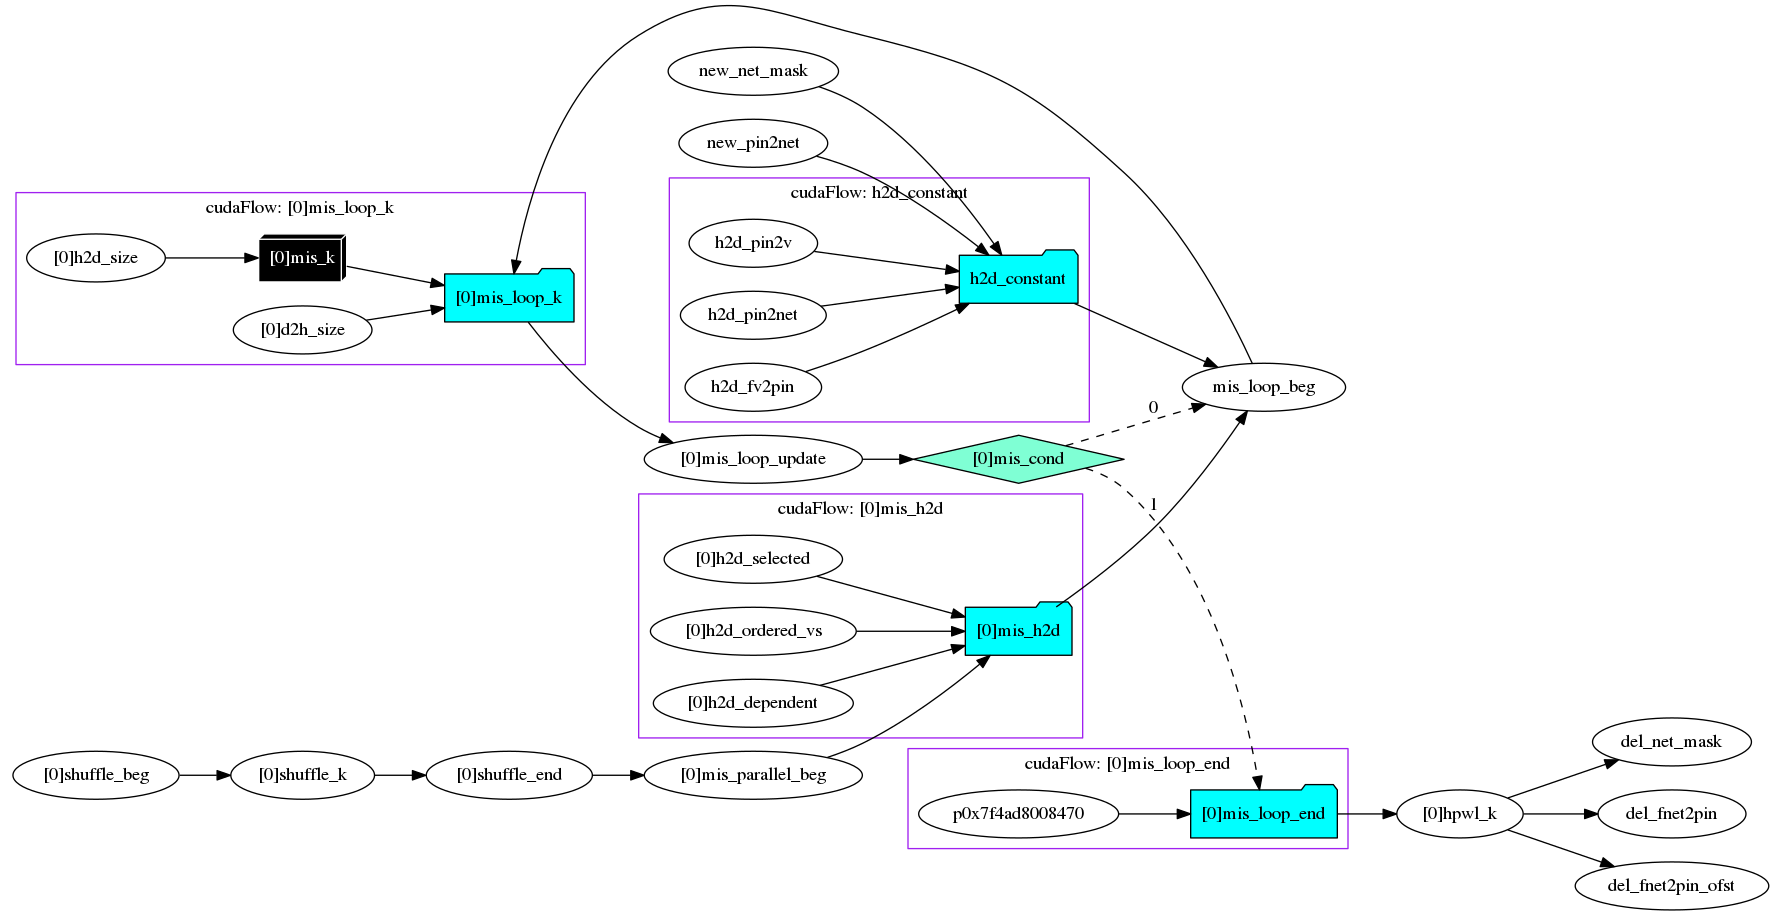 new_net_mask
new_pin2net
cudaFlow: h2d_constant
h2d_pin2v
h2d_constant
h2d_pin2net
h2d_fv2pin
cudaFlow: [0]mis_loop_k
[0]h2d_size
[0]mis_k
[0]mis_loop_k
[0]d2h_size
mis_loop_beg
0
[0]mis_loop_update
[0]mis_cond
1
cudaFlow: [0]mis_h2d
[0]h2d_selected
[0]h2d_ordered_vs
[0]mis_h2d
[0]h2d_dependent
[0]shuffle_beg
[0]shuffle_k
[0]shuffle_end
[0]mis_parallel_beg
cudaFlow: [0]mis_loop_end
p0x7f4ad8008470
[0]mis_loop_end
[0]hpwl_k
del_net_mask
del_fnet2pin
del_fnet2pin_ofst